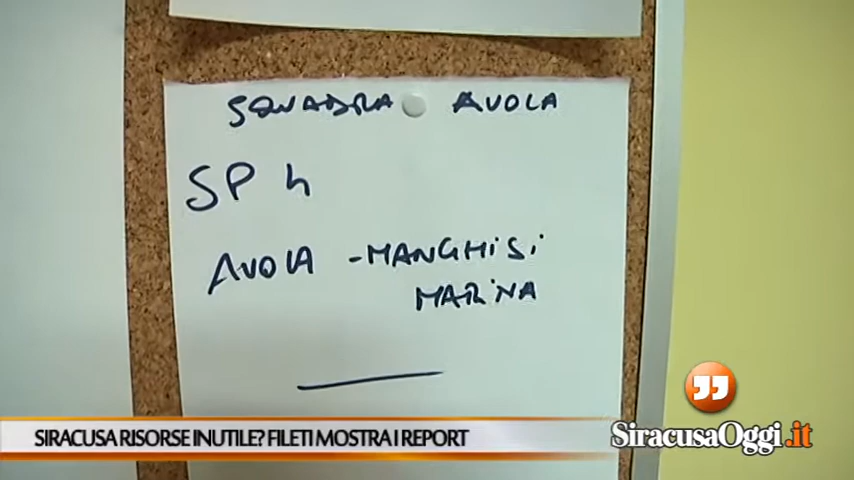 SQUADRA AVOLA
SP 4
AVOLA - MANGHISI
MARINA
SIRACUSA RISORSE INUTILE? FILETI MOSTRA I REPORT
SiracusaOggi.it